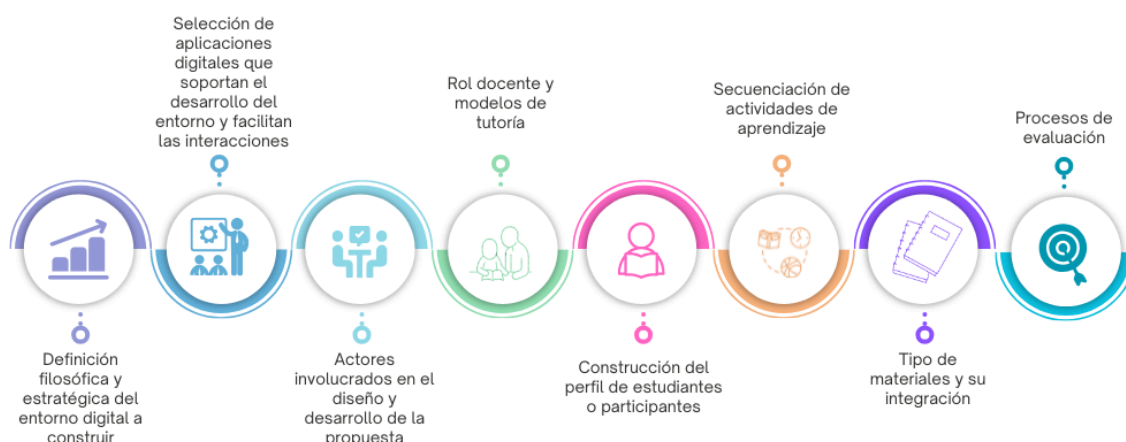 Definición
filosófica y
estratégica del
entorno digital a
construir
Selección de
aplicaciones
digitales que
soportan el
desarrollo del
entorno y facilitan
las interacciones
Actores
involucrados en el
diseño y
desarrollo de la
propuesta
Rol docente y
modelos de
tutoría
Construcción del
perfil de estudiantes
o participantes
Secuenciación de
actividades de
aprendizaje
Tipo de
materiales y su
integración
Procesos de
evaluación